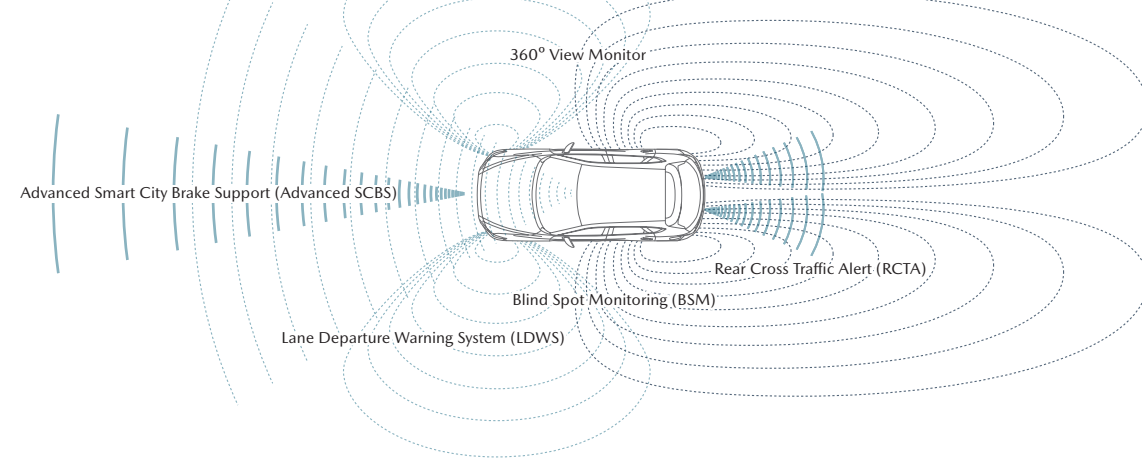 360º View Monitor
Advanced Smart City Brake Support (Advanced SCBS)
Rear Cross Traffic Alert (RCTA)
Blind Spot Monitoring (BSM)
Lane Departure Warning System (LDWS)